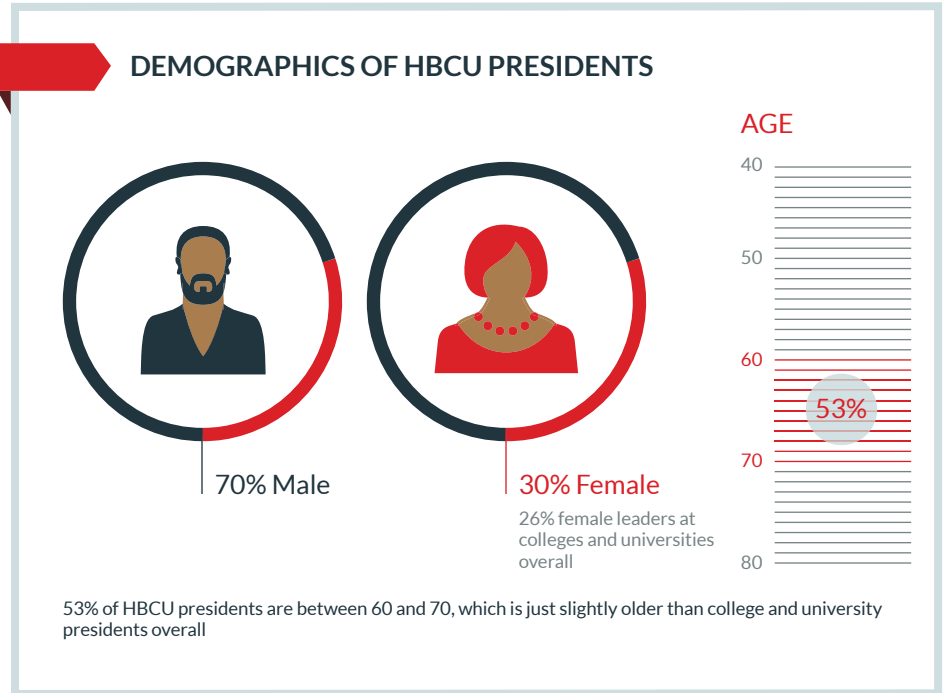 DEMOGRAPHICS OF HBCU PRESIDENTS
AGE
40
50
60
53%
70
80
70% Male
30% Female
26% female leaders at
colleges and universities
overall
53% of HBCU presidents are between 60 and 70, which is just slightly older than college and university
presidents overall